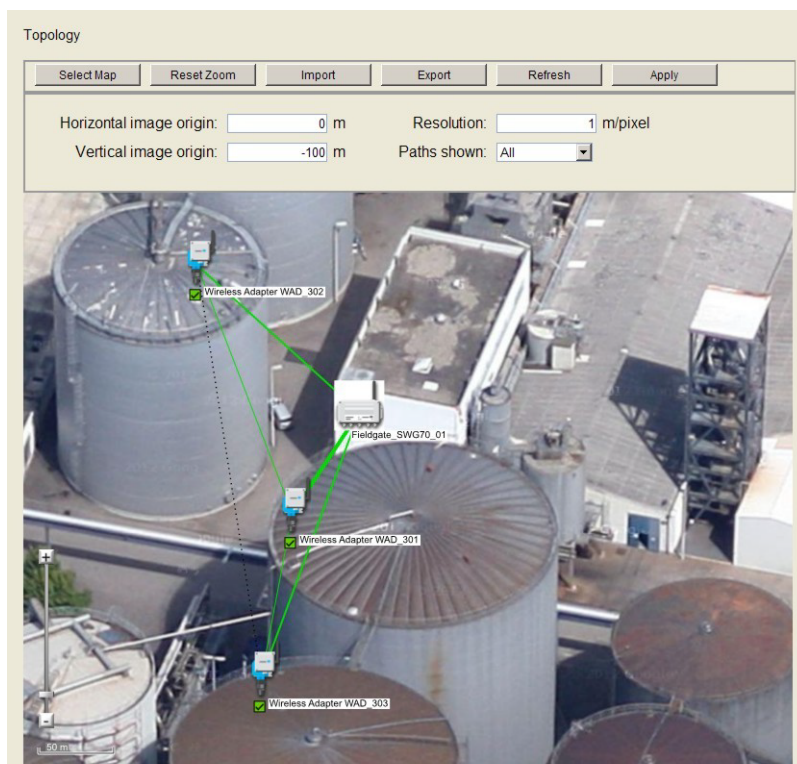 Topology
Select Map Reset Zoom Import Export Refresh Apply
Horizontal image origin: 0 m Resolution: 1 m/pixel
Vertical image origin: -100 m Paths shown: All
Wireless Adapter WAD_302
Fieldgate_SWG70_01
Wireless Adapter WAD_301
+
Wireless Adapter WAD_303
-
50 m